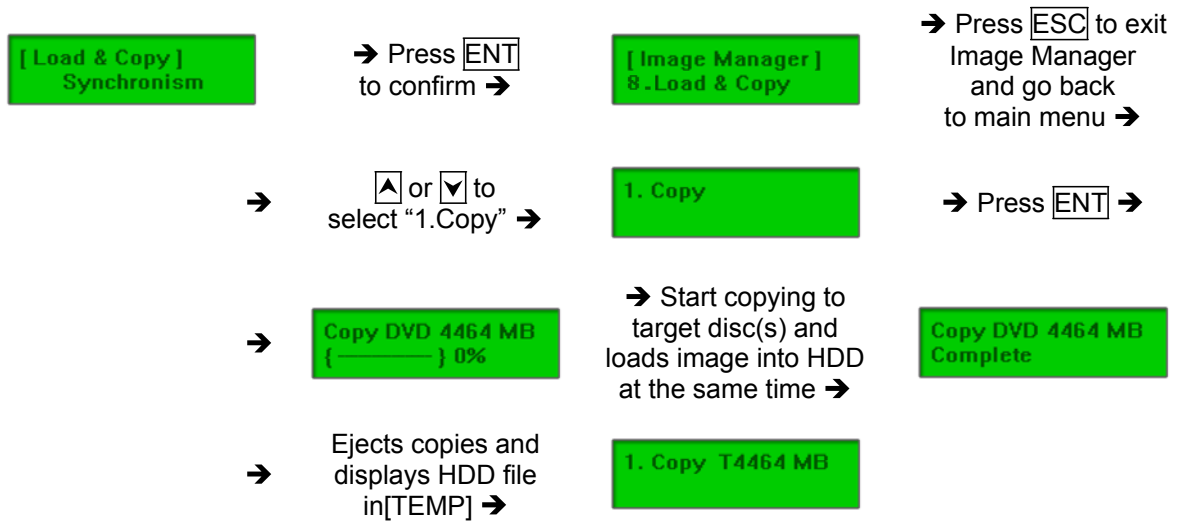 [ Load & Copy ]
Synchronism
➔ Press ENT
to confirm ➔
[ Image Manager ]
8.Load & Copy
➔ Press ESC to exit
Image Manager
and go back
to main menu ➔
➔
⮝ or ⮟ to
select “1.Copy” ➔
1. Copy
➔ Press ENT ➔
➔
Copy DVD 4464 MB
{ ———— } 0%
➔ Start copying to
target disc(s) and
loads image into HDD
at the same time ➔
Copy DVD 4464 MB
Complete
➔
Ejects copies and
displays HDD file
in[TEMP] ➔
1. Copy T4464 MB